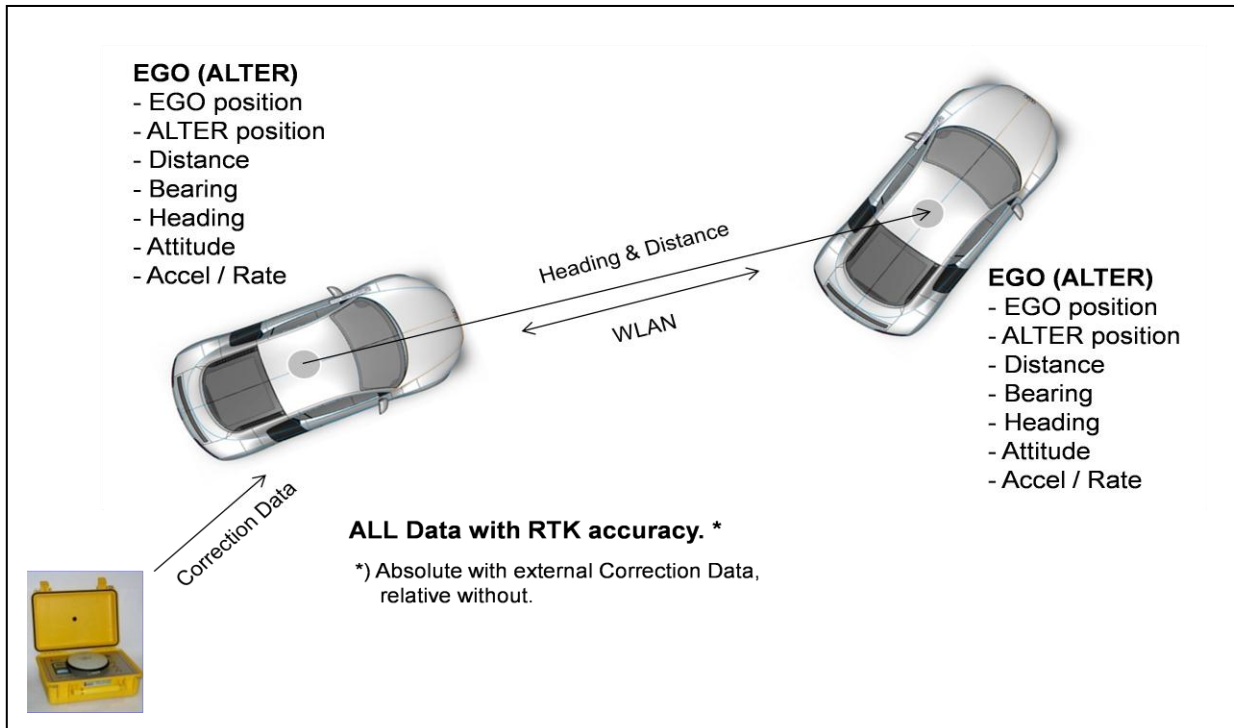 EGO (ALTER)
- EGO position
- ALTER position
- Distance
- Bearing
- Heading
- Attitude
- Accel / Rate
Heading & Distance
WLAN
EGO (ALTER)
- EGO position
- ALTER position
- Distance
- Bearing
- Heading
- Attitude
- Accel / Rate
Correction Data
ALL Data with RTK accuracy. *
*) Absolute with external Correction Data,
relative without.